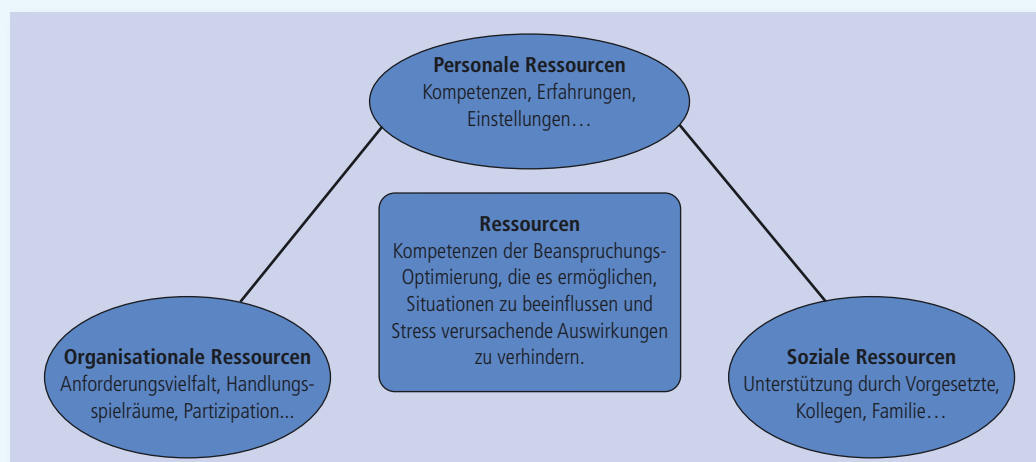 Personale Ressourcen
Kompetenzen, Erfahrungen,
Einstellungen…
Ressourcen
Kompetenzen der Beanspruchungs-
Optimierung, die es ermöglichen,
Situationen zu beeinflussen und
Stress verursachende Auswirkungen
zu verhindern.
Organisationale Ressourcen
Anforderungsvielfalt, Handlungs-
spielräume, Partizipation...
Soziale Ressourcen
Unterstützung durch Vorgesetzte,
Kollegen, Familie…